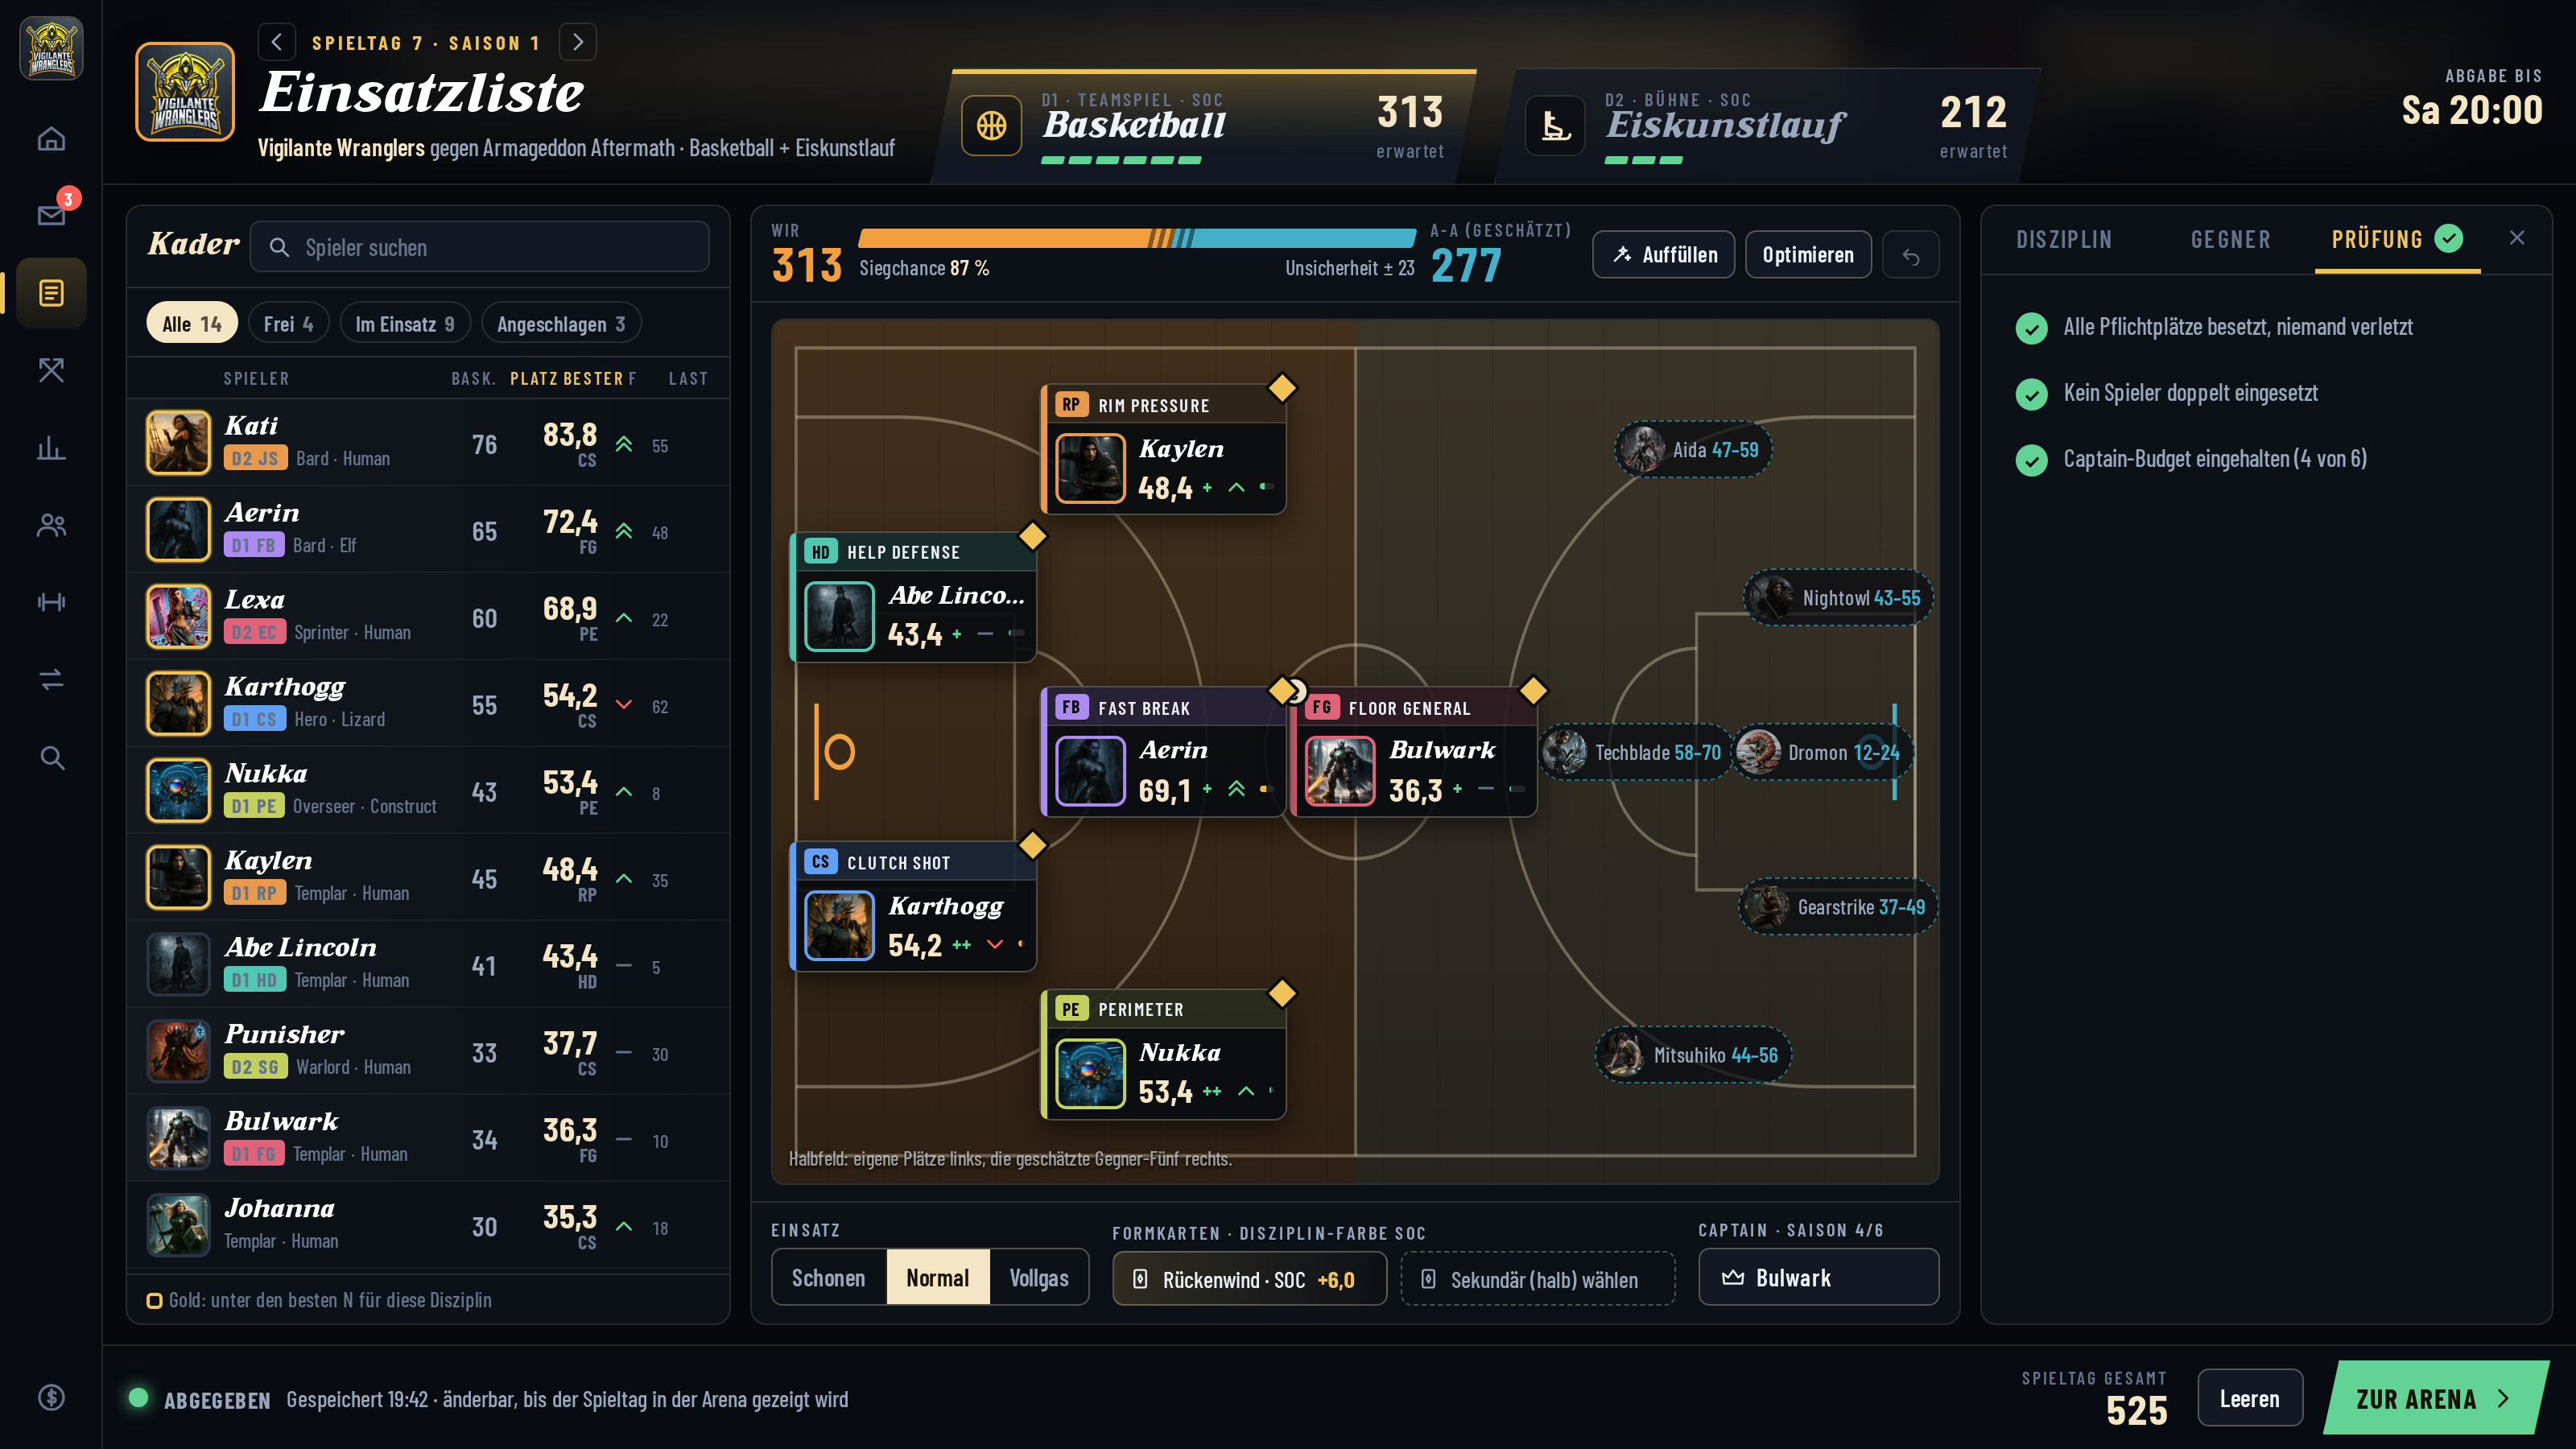 VIGILANTE WRANGLERS
3
VIGILANTE WRANGLERS
SPIELTAG 7 · SAISON 1
Einsatzliste
Vigilante Wranglers gegen Armageddon Aftermath · Basketball + Eiskunstlauf
D1 · TEAMSPIEL · SOC
Basketball
313
erwartet
D2 · BÜHNE · SOC
Eiskunstlauf
212
erwartet
ABGABE BIS
Sa 20:00
Kader
Spieler suchen
Alle 14
Frei 4
Im Einsatz 9
Angeschlagen 3
SPIELER BASK. PLATZ BESTER F LAST
Kati
D2 JS Bard · Human
76 83,8 CS 55
Aerin
D1 FB Bard · Elf
65 72,4 FG 48
Lexa
D2 EC Sprinter · Human
60 68,9 PE 22
Karthogg
D1 CS Hero · Lizard
55 54,2 CS 62
Nukka
D1 PE Overseer · Construct
43 53,4 PE 8
Kaylen
D1 RP Templar · Human
45 48,4 RP 35
Abe Lincoln
D1 HD Templar · Human
41 43,4 HD 5
Punisher
D2 SG Warlord · Human
33 37,7 CS 30
Bulwark
D1 FG Templar · Human
34 36,3 FG 10
Johanna
Templar · Human
30 35,3 CS 18
Gold: unter den besten N für diese Disziplin
WIR
313
Siegchance 87 %
Unsicherheit ± 23
A-A (GESCHÄTZT)
277
Auffüllen
Optimieren
RP RIM PRESSURE
Kaylen
48,4 +
HD HELP DEFENSE
Abe Linco...
43,4 +
FB FAST BREAK
Aerin
69,1 +
FG FLOOR GENERAL
Bulwark
36,3 +
CS CLUTCH SHOT
Karthogg
54,2 ++
PE PERIMETER
Nukka
53,4 ++
Aida 47-59
Nightowl 43-55
Techblade 58-70
Dromon 12-24
Gearstrike 37-49
Mitsuhiko 44-56
Halbfeld: eigene Plätze links, die geschätzte Gegner-Fünf rechts.
EINSATZ
Schonen
Normal
Vollgas
FORMKARTEN · DISZIPLIN-FARBE SOC
Rückenwind · SOC +6,0
Sekundär (halb) wählen
CAPTAIN · SAISON 4/6
Bulwark
DISZIPLIN
GEGNER
PRÜFUNG
Alle Pflichtplätze besetzt, niemand verletzt
Kein Spieler doppelt eingesetzt
Captain-Budget eingehalten (4 von 6)
ABGEGEBEN
Gespeichert 19:42 · änderbar, bis der Spieltag in der Arena gezeigt wird
SPIELTAG GESAMT
525
Leeren
ZUR ARENA